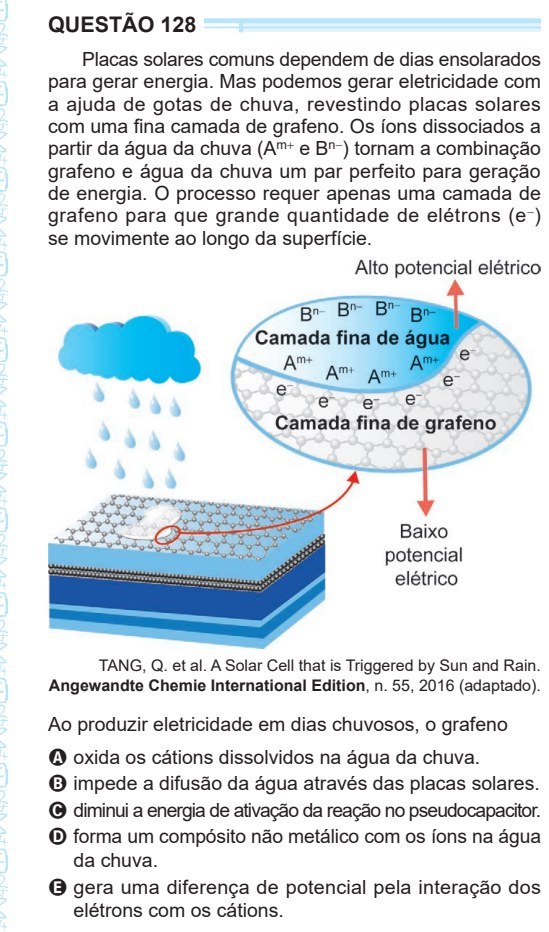 QUESTÃO 128
Placas solares comuns dependem de dias ensolarados
para gerar energia. Mas podemos gerar eletricidade com
a ajuda de gotas de chuva, revestindo placas solares
com uma fina camada de grafeno. Os íons dissociados a
partir da água da chuva (Aᵐ⁺ e Bⁿ⁻) tornam a combinação
grafeno e água da chuva um par perfeito para geração
de energia. O processo requer apenas uma camada de
grafeno para que grande quantidade de elétrons (e⁻)
se movimente ao longo da superfície.
Alto potencial elétrico
Bⁿ⁻ Bⁿ⁻ Bⁿ⁻ Bⁿ⁻
Camada fina de água
Aᵐ⁺ Aᵐ⁺ Aᵐ⁺ Aᵐ⁺
e⁻ e⁻ e⁻ e⁻ e⁻ e⁻
Camada fina de grafeno
Baixo
potencial
elétrico
TANG, Q. et al. A Solar Cell that is Triggered by Sun and Rain.
Angewandte Chemie International Edition, n. 55, 2016 (adaptado).
Ao produzir eletricidade em dias chuvosos, o grafeno
A oxida os cátions dissolvidos na água da chuva.
B impede a difusão da água através das placas solares.
C diminui a energia de ativação da reação no pseudocapacitor.
D forma um compósito não metálico com os íons na água
da chuva.
E gera uma diferença de potencial pela interação dos
elétrons com os cátions.